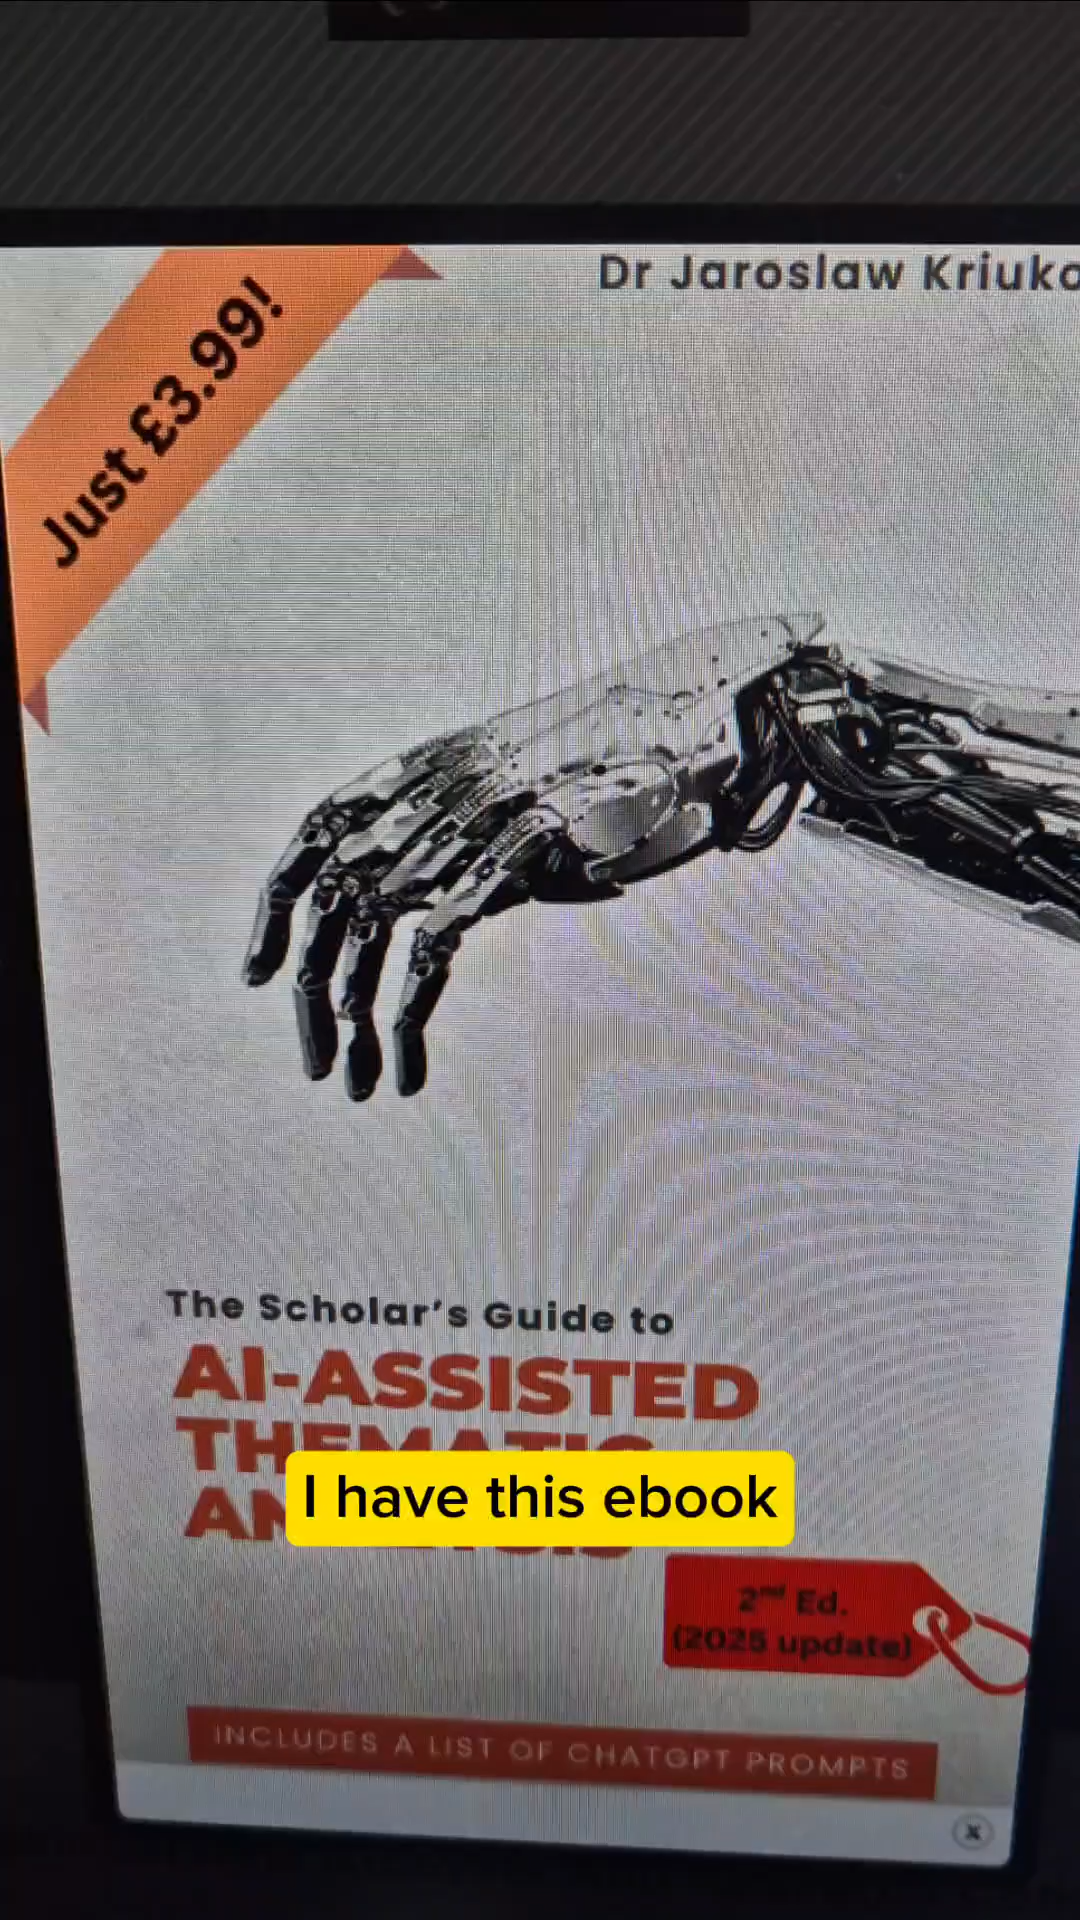 Dr Jaroslaw
Just £3.99!
The Scholar's Guide to
AI-ASSISTED
THEMATIC
I have this ebook
2nd Ed.
(2025 update)
INCLUDES A LIST OF CHATGPT PROMPTS
x